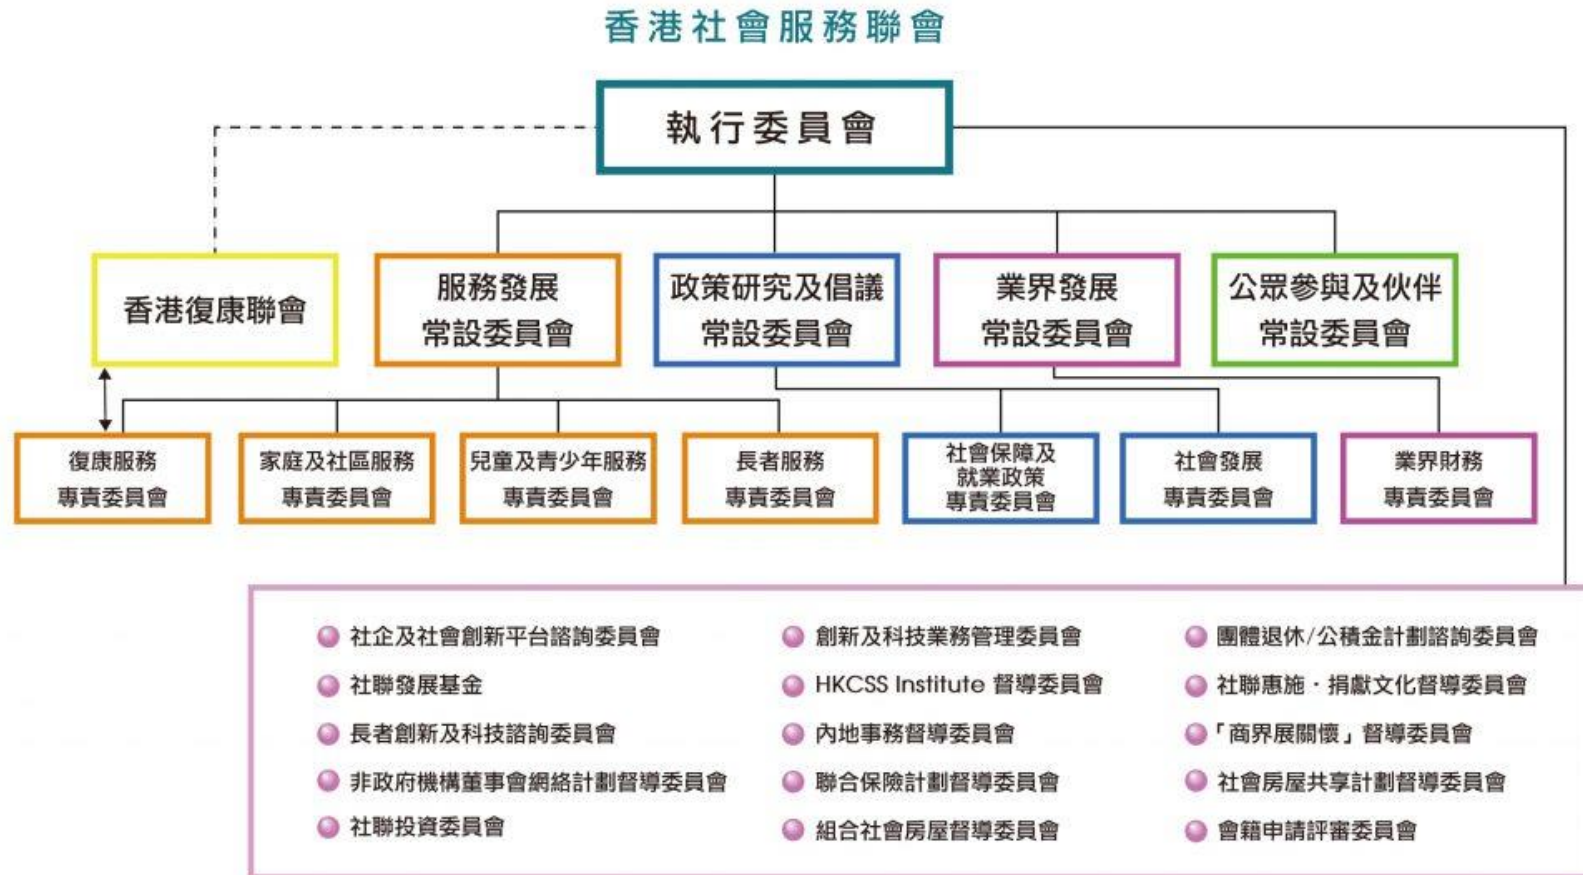 香港社會服務聯會
執行委員會
香港復康聯會
服務發展
常設委員會
政策研究及倡議
常設委員會
業界發展
常設委員會
公眾參與及伙伴
常設委員會
復康服務
專責委員會
家庭及社區服務
專責委員會
兒童及青少年服務
專責委員會
長者服務
專責委員會
社會保障及
就業政策
專責委員會
社會發展
專責委員會
業界財務
專責委員會
社企及社會創新平台諮詢委員會
社聯發展基金
長者創新及科技諮詢委員會
非政府機構董事會網絡計劃督導委員會
社聯投資委員會
創新及科技業務管理委員會
HKCSS Institute 督導委員會
內地事務督導委員會
聯合保險計劃督導委員會
組合社會房屋督導委員會
團體退休/公積金計劃諮詢委員會
社聯惠施．捐獻文化督導委員會
「商界展關懷」督導委員會
社會房屋共享計劃督導委員會
會籍申請評審委員會